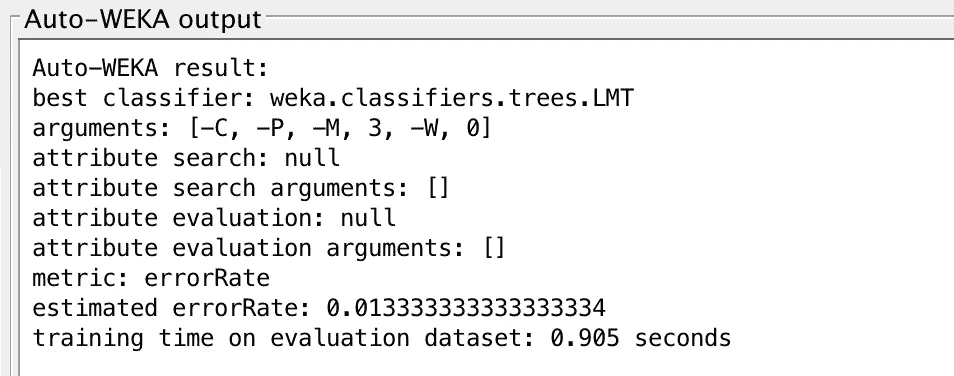 Auto-WEKA output
Auto-WEKA result:
best classifier: weka.classifiers.trees.LMT
arguments: [-C, -P, -M, 3, -W, 0]
attribute search: null
attribute search arguments: []
attribute evaluation: null
attribute evaluation arguments: []
metric: errorRate
estimated errorRate: 0.013333333333333334
training time on evaluation dataset: 0.905 seconds